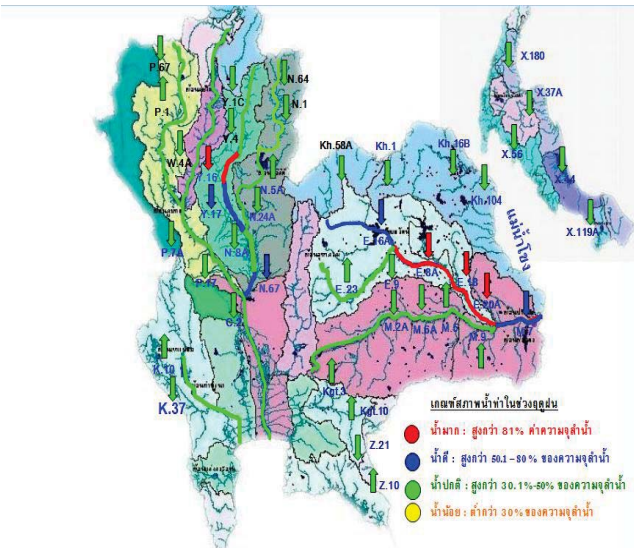 P.67
N.64
X.180
X.37A
P.1
Y.1C
N.1
Y.4
Kh.58A
Kh.1
Kh.16B
X.56
W.4A
Y.16
N.5A
Kh.104
X.119A
Y.17
N.24A
แม่น้ำโขง
E.16A
N.8A
E.8A
E.18
P.17
N.67
E.23
E.9
E.20A
M.7
C.2
M.2A
M.6A
M.5
M.9
K.10
Kgt.3
K.37
Kgt.10
เกณฑ์สภาพน้ำท่าในช่วงฤดูฝน
น้ำมาก : สูงกว่า 81% ค่าความจุลำน้ำ
Z.21
น้ำดี : สูงกว่า 50.1 - 80% ของความจุลำน้ำ
Z.10
น้ำปกติ : สูงกว่า 30.1%-50% ของความจุลำน้ำ
น้ำน้อย : ต่ำกว่า 30% ของความจุลำน้ำ